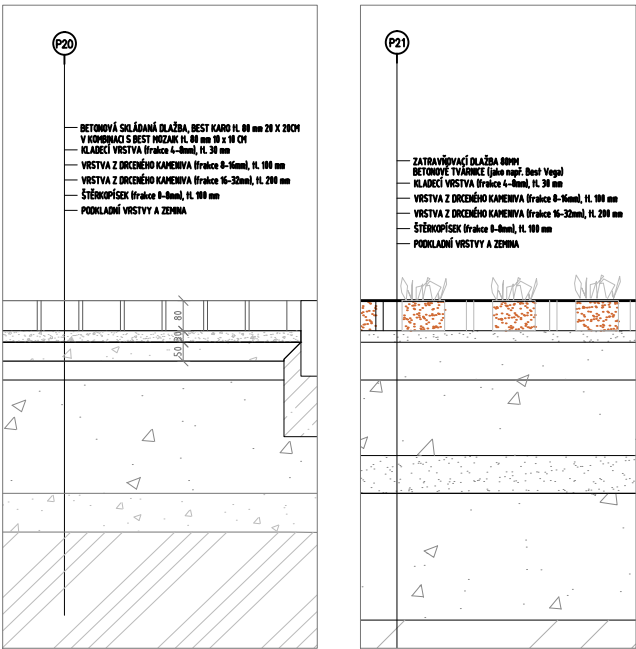 P20
BETONOVÁ SKLÁDANÁ DLAŽBA, BEST KARO tl. 80 mm 20 X 20CM
V KOMBINACI S BEST MOZAIK tl. 80 mm 10 x 10 CM
KLADECÍ VRSTVA (frakce 4-8mm), tl. 30 mm
VRSTVA Z DRCENÉHO KAMENIVA (frakce 8-16mm), tl. 100 mm
VRSTVA Z DRCENÉHO KAMENIVA (frakce 16-32mm), tl. 200 mm
ŠTĚRKOPÍSEK (frakce 0-8mm), tl. 100 mm
PODKLADNÍ VRSTVY A ZEMINA
80
30
50
P21
ZATRAVŇOVACÍ DLAŽBA 80MM
BETONOVÉ TVÁRNICE (jako např. Best Vega)
KLADECÍ VRSTVA (frakce 4-8mm), tl. 30 mm
VRSTVA Z DRCENÉHO KAMENIVA (frakce 8-16mm), tl. 100 mm
VRSTVA Z DRCENÉHO KAMENIVA (frakce 16-32mm), tl. 200 mm
ŠTĚRKOPÍSEK (frakce 0-8mm), tl. 100 mm
PODKLADNÍ VRSTVY A ZEMINA